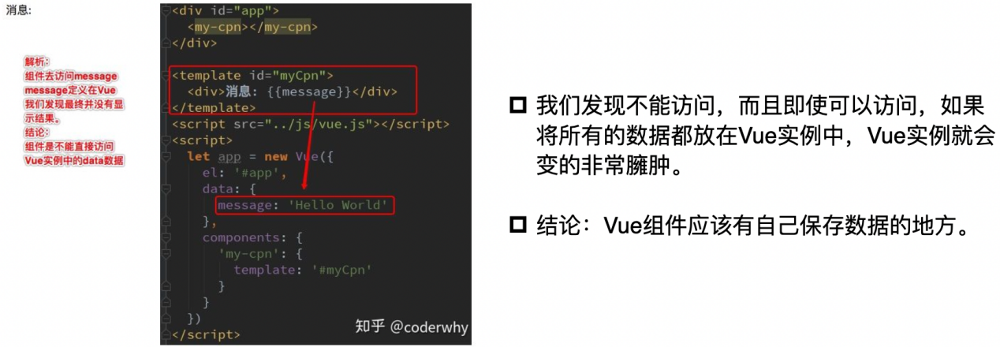 消息:
解析：
组件去访问message
message定义在Vue
我们发现最终并没有显
示结果。
结论：
组件是不能直接访问
Vue实例中的data数据
<div id="app">
  <my-cpn></my-cpn>
</div>
<template id="myCpn">
  <div>消息: {{message}}</div>
</template>
<script src="../js/vue.js"></script>
<script>
  let app = new Vue({
    el: '#app',
    data: {
      message: 'Hello World'
    },
    components: {
      'my-cpn': {
        template: '#myCpn'
      }
    }
  })
</script>
知乎 @coderwhy
我们发现不能访问，而且即使可以访问，如果
将所有的数据都放在Vue实例中，Vue实例就会
变的非常臃肿。
结论：Vue组件应该有自己保存数据的地方。